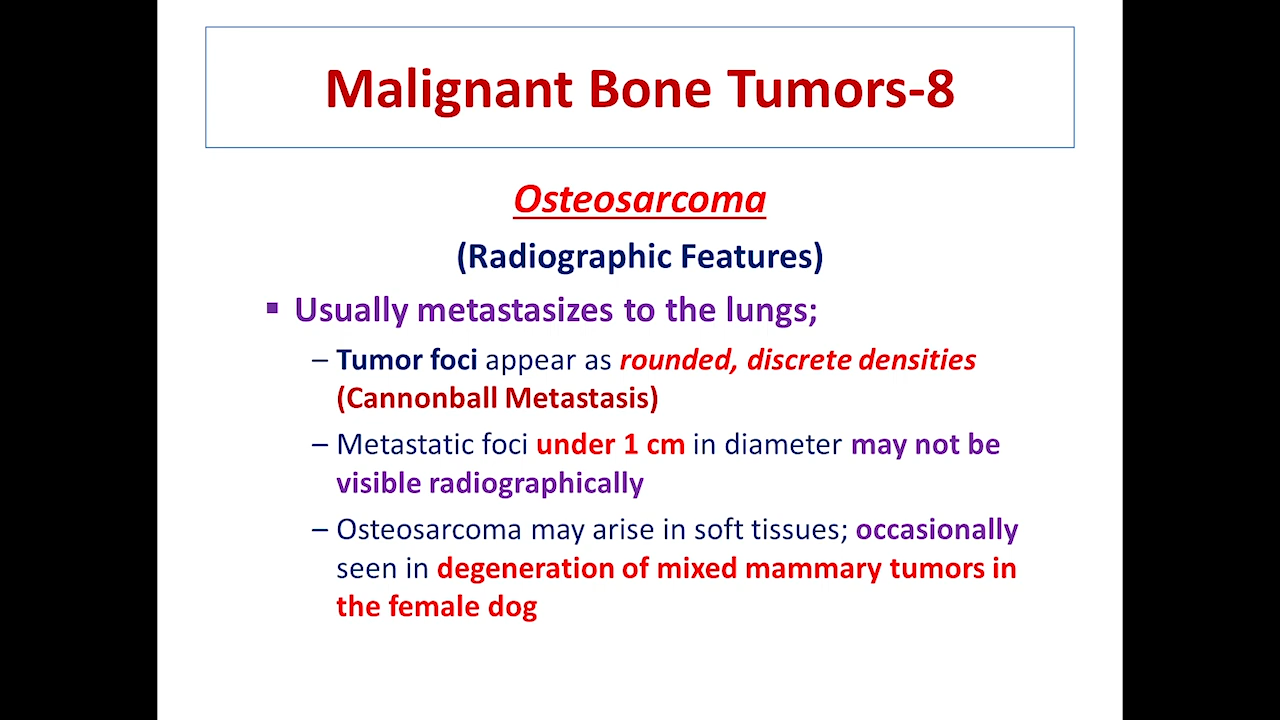 Malignant Bone Tumors-8
Osteosarcoma
(Radiographic Features)
▪ Usually metastasizes to the lungs;
– Tumor foci appear as rounded, discrete densities
(Cannonball Metastasis)
– Metastatic foci under 1 cm in diameter may not be
visible radiographically
– Osteosarcoma may arise in soft tissues; occasionally
seen in degeneration of mixed mammary tumors in
the female dog